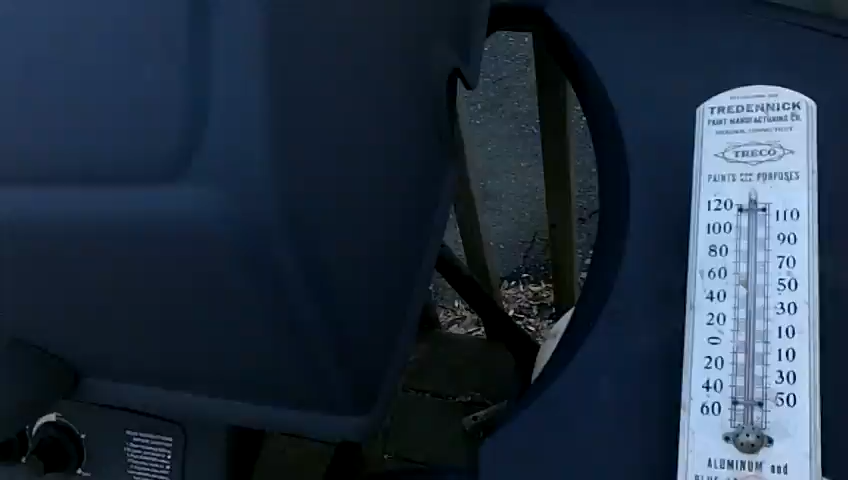 TREDENNICK
PAINT MANUFACTURING CO.
TRECO
PAINTS FOR ALL PURPOSES
120 110
100 90
80 70
60 50
40 30
20 10
0 10
20 30
40 50
60
ALUMINUM and